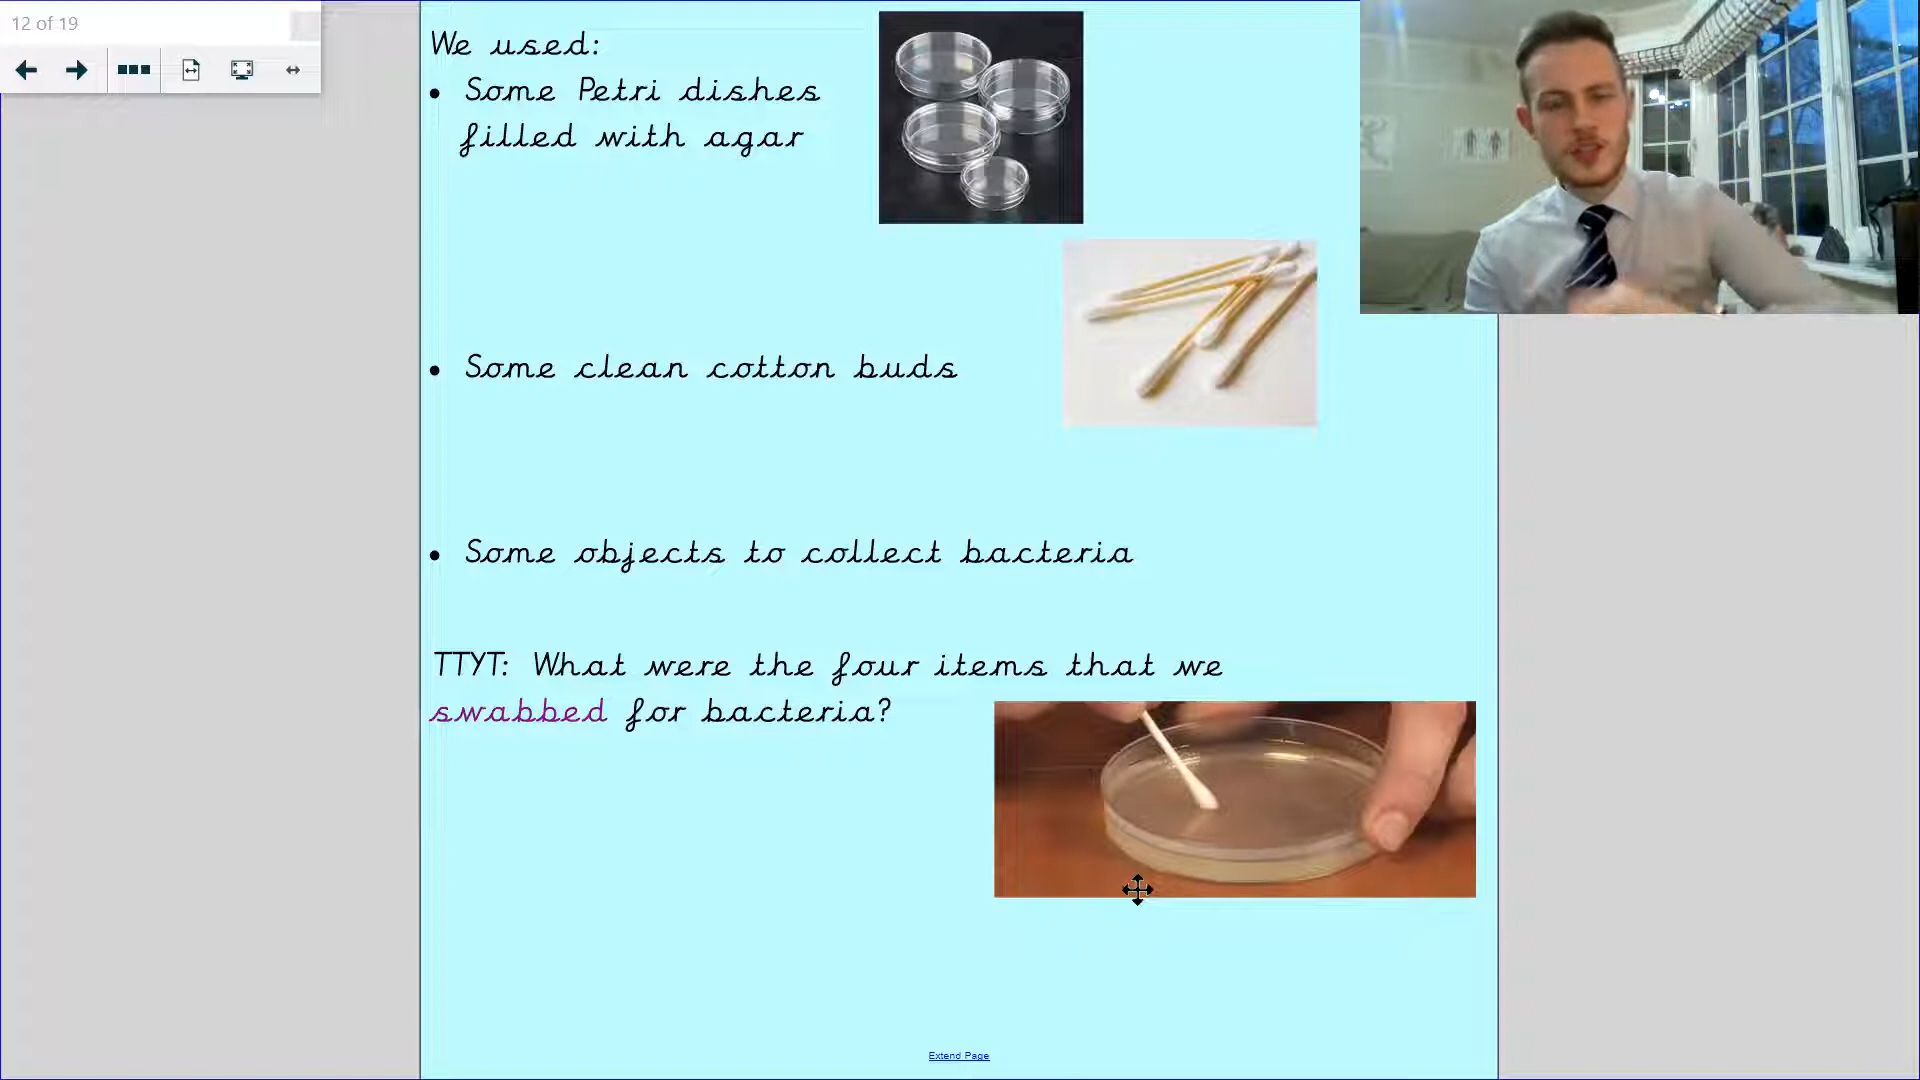 12 of 19
We used:
• Some Petri dishes
filled with agar
• Some clean cotton buds
• Some objects to collect bacteria
TTYT: What were the four items that we
swabbed for bacteria?
Extend Page